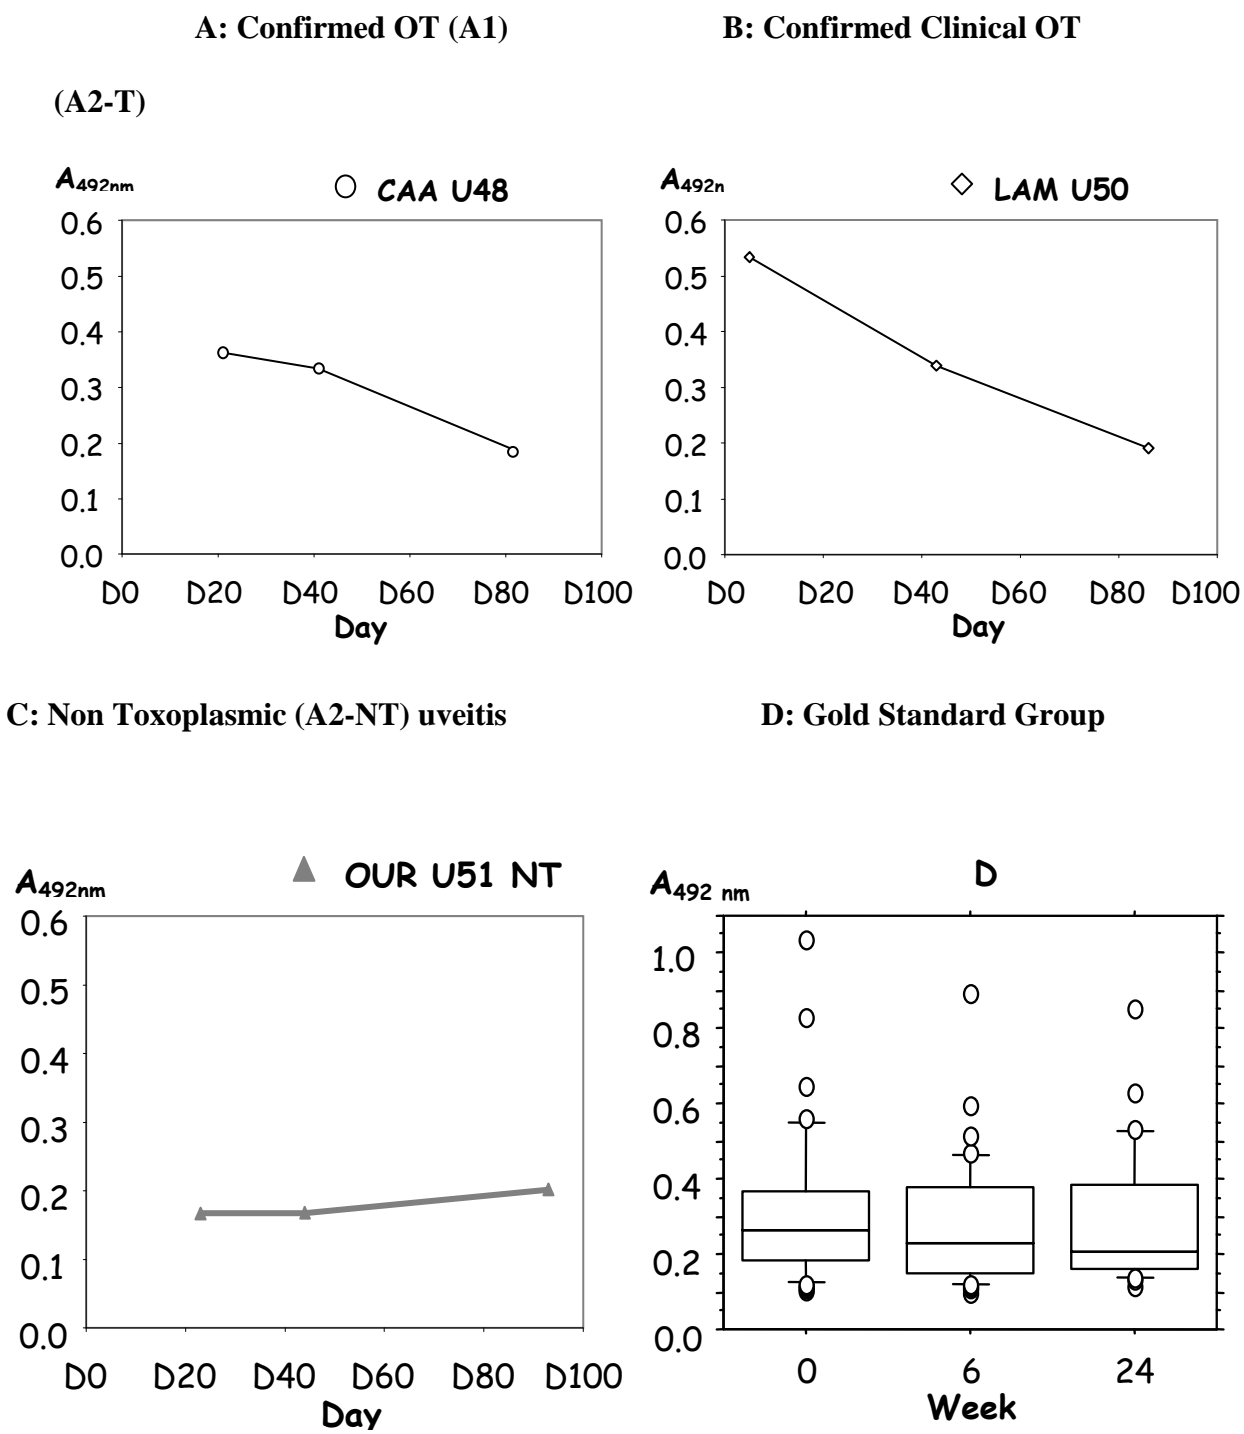 A: Confirmed OT (A1)
B: Confirmed Clinical OT
(A2-T)
A492nm
CAA U48
0.6
0.5
0.4
0.3
0.2
0.1
0.0
D0 D20 D40 D60 D80 D100
Day
A492n
LAM U50
0.6
0.5
0.4
0.3
0.2
0.1
0.0
D0 D20 D40 D60 D80 D100
Day
C: Non Toxoplasmic (A2-NT) uveitis
D: Gold Standard Group
A492nm
OUR U51 NT
0.6
0.5
0.4
0.3
0.2
0.1
0.0
D0 D20 D40 D60 D80 D100
Day
A492 nm
D
1.0
0.8
0.6
0.4
0.2
0.0
0 6 24
Week